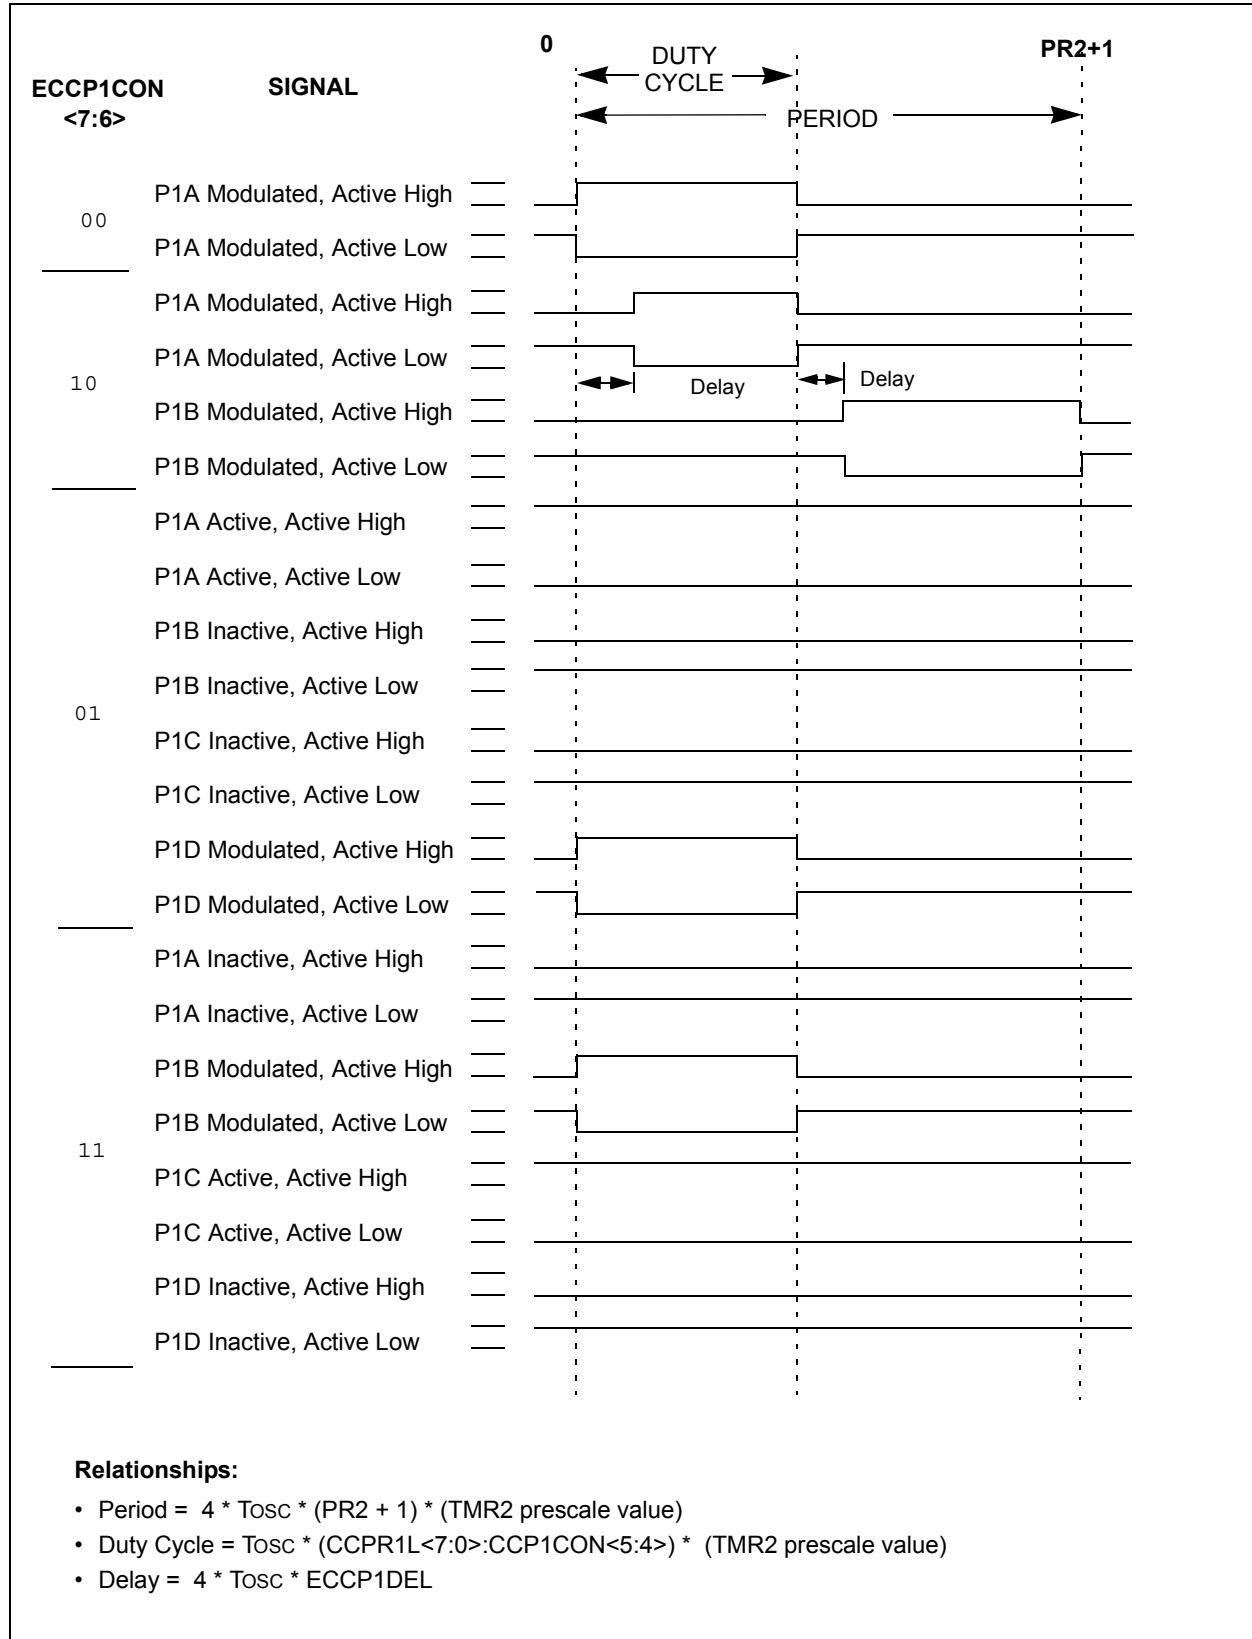 0
PR2+1
DUTY
CYCLE
ECCP1CON
<7:6>
SIGNAL
PERIOD
00
P1A Modulated, Active High
P1A Modulated, Active Low
10
P1A Modulated, Active High
P1A Modulated, Active Low
Delay
Delay
P1B Modulated, Active High
P1B Modulated, Active Low
01
P1A Active, Active High
P1A Active, Active Low
P1B Inactive, Active High
P1B Inactive, Active Low
P1C Inactive, Active High
P1C Inactive, Active Low
P1D Modulated, Active High
P1D Modulated, Active Low
11
P1A Inactive, Active High
P1A Inactive, Active Low
P1B Modulated, Active High
P1B Modulated, Active Low
P1C Active, Active High
P1C Active, Active Low
P1D Inactive, Active High
P1D Inactive, Active Low
Relationships:
• Period = 4 * TOSC * (PR2 + 1) * (TMR2 prescale value)
• Duty Cycle = TOSC * (CCPR1L<7:0>:CCP1CON<5:4>) * (TMR2 prescale value)
• Delay = 4 * TOSC * ECCP1DEL